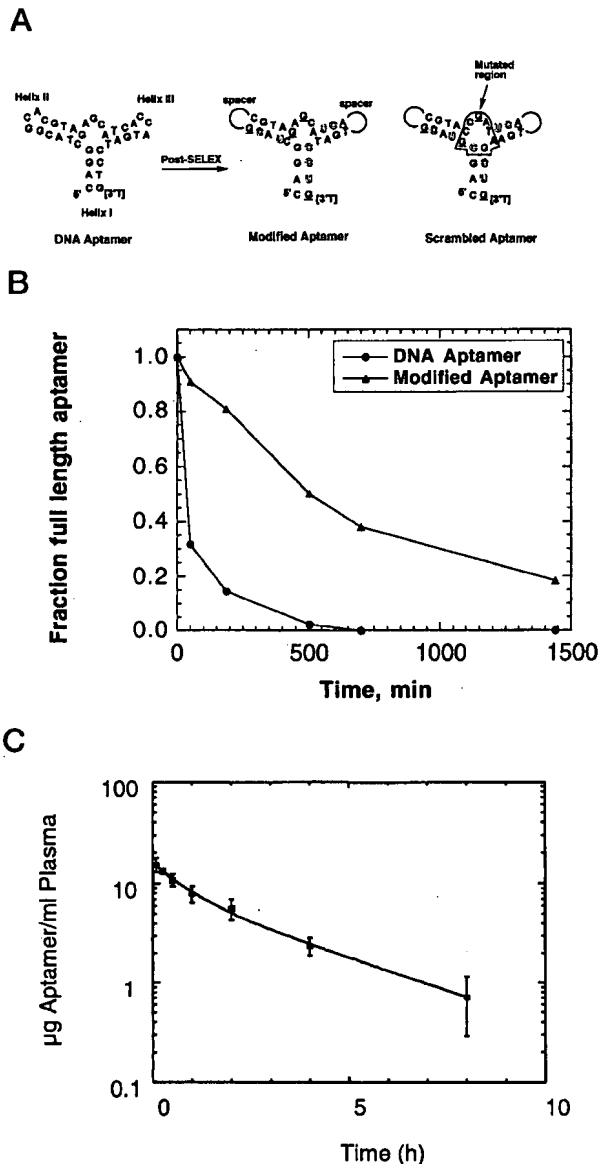 A
Mutated
region
Helix II
Helix III
spacer
spacer
Post-SELEX
5'
[3'T]
5'
[3'T]
5'
[3'T]
Helix I
DNA Aptamer
Modified Aptamer
Scrambled Aptamer
B
DNA Aptamer
Modified Aptamer
Fraction full length aptamer
1.0
0.8
0.6
0.4
0.2
0.0
0
500
1000
1500
Time, min
C
µg Aptamer/ml Plasma
100
10
1
0.1
0
5
10
Time (h)